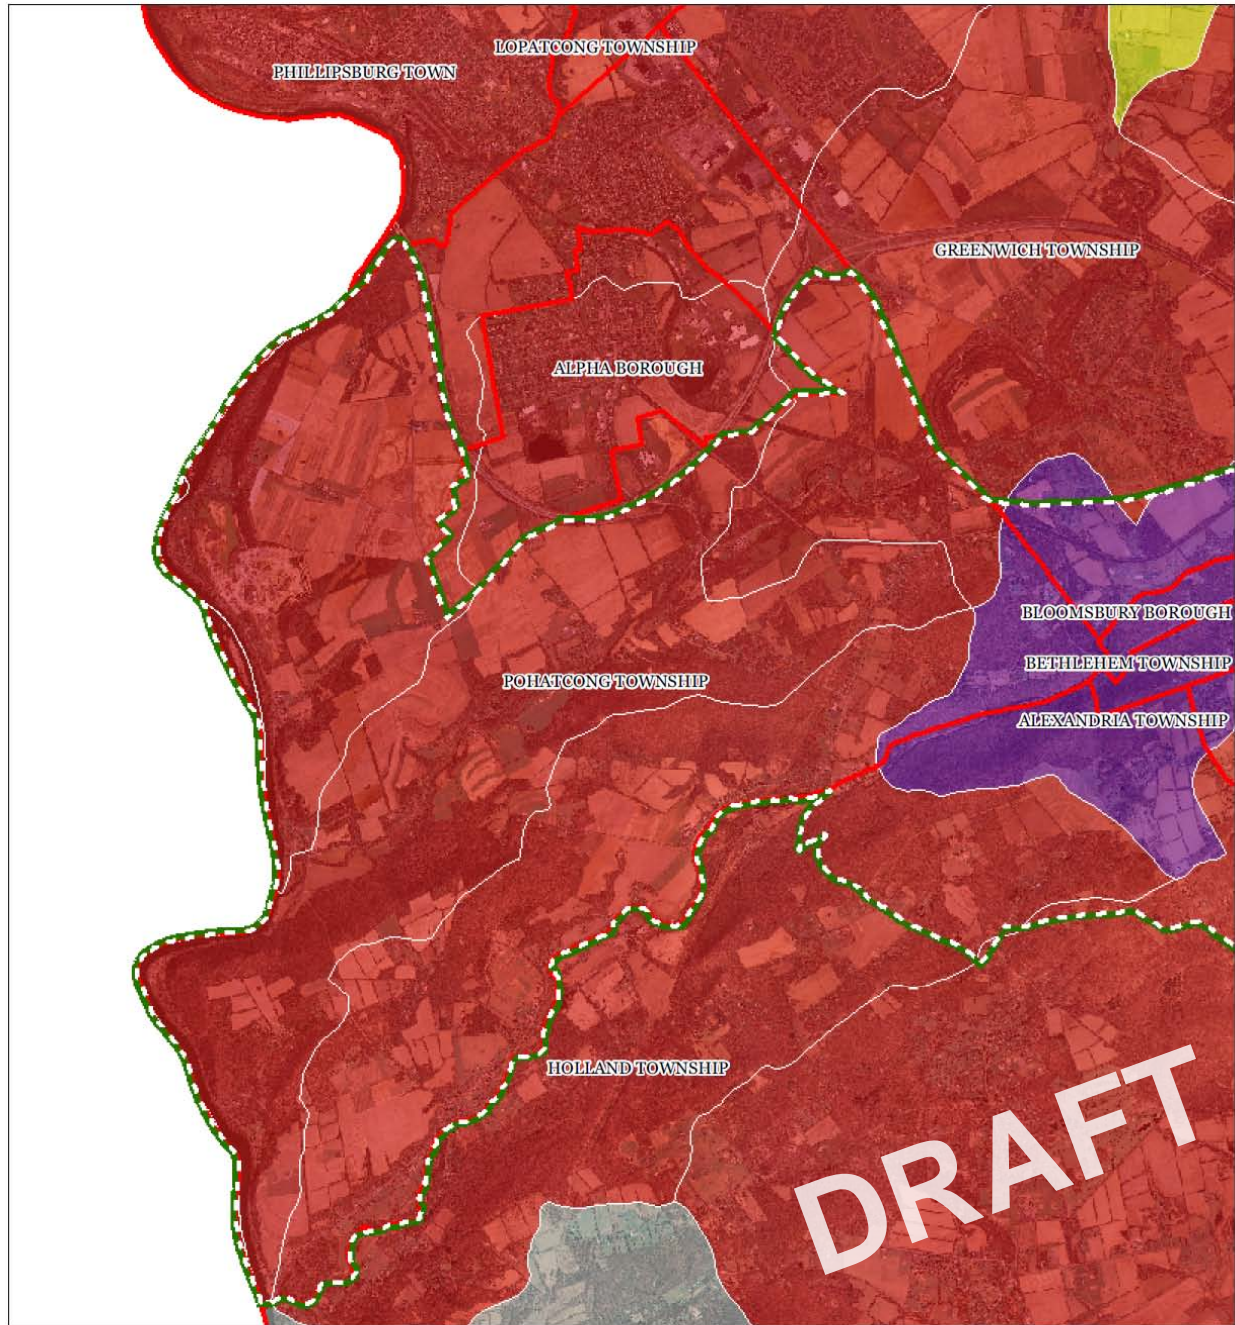 LOPATCONG TOWNSHIP
PHILLIPSBURG TOWN
GREENWICH TOWNSHIP
ALPHA BOROUGH
BLOOMSBURY BOROUGH
BETHLEHEM TOWNSHIP
POHATCONG TOWNSHIP
ALEXANDRIA TOWNSHIP
HOLLAND TOWNSHIP
DRAFT